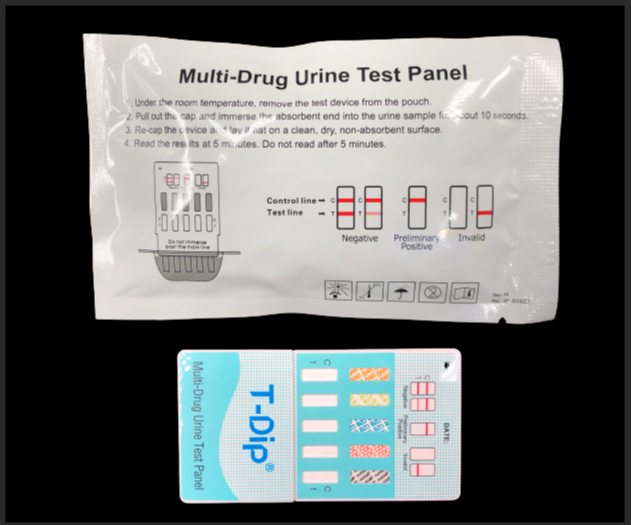 Multi-Drug Urine Test Panel
1. Under the room temperature, remove the test device from the pouch.
2. Pull out the cap and immerse the absorbent end into the urine sample for about 10 seconds.
3. Re-cap the device and lay it flat on a clean, dry, non-absorbent surface.
4. Read the results at 5 minutes. Do not read after 5 minutes.
Do not immerse
past the mark line
Control line C C C C C
Test line T T T T T
Negative Preliminary Positive Invalid
T-Dip®
Multi-Drug Urine Test Panel
T C
T C
DATE:
T C
Negative
Preliminary
Positive
Invalid